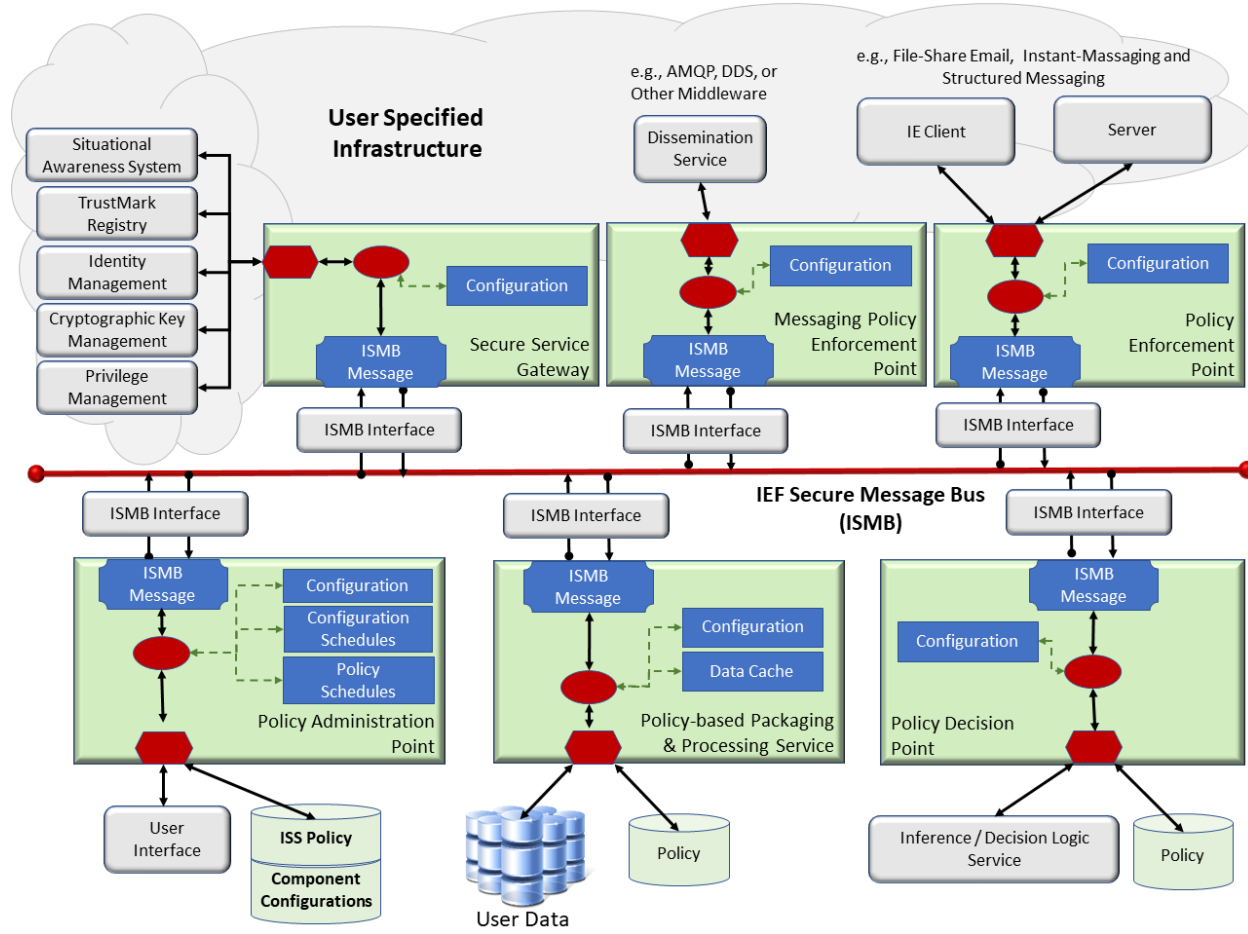 e.g., File-Share Email, Instant-Massaging and
Structured Messaging
e.g., AMQP, DDS, or
Other Middleware
User Specified
Infrastructure
Situational
Awareness System
TrustMark
Registry
Identity
Management
Cryptographic Key
Management
Privilege
Management
Dissemination
Service
IE Client
Server
Configuration
ISMB
Message
Secure Service
Gateway
ISMB Interface
Configuration
Messaging Policy
Enforcement
Point
ISMB
Message
ISMB Interface
Configuration
Policy
Enforcement
Point
ISMB
Message
ISMB Interface
IEF Secure Message Bus
(ISMB)
ISMB Interface
ISMB
Message
Configuration
Configuration
Schedules
Policy
Schedules
Policy Administration
Point
User
Interface
ISS Policy
Component
Configurations
ISMB Interface
ISMB
Message
Configuration
Data Cache
Policy-based Packaging
& Processing Service
User Data
Policy
ISMB Interface
ISMB
Message
Configuration
Policy Decision
Point
Inference / Decision Logic
Service
Policy